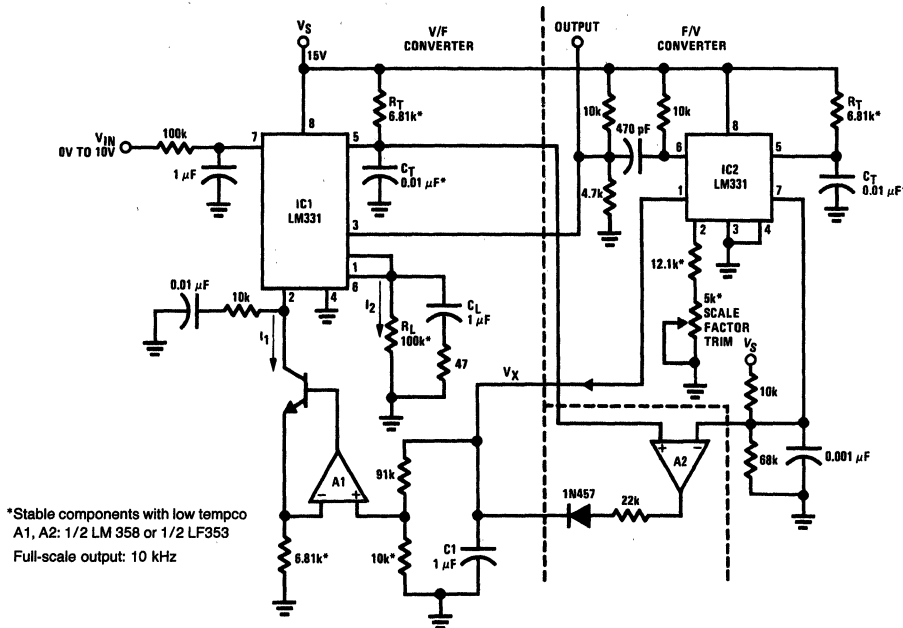 VS
15V
V/F
CONVERTER
OUTPUT
F/V
CONVERTER
VIN
0V TO 10V
100k
7
8
5
1 μF
IC1
LM331
RT
6.81k*
CT
0.01 μF*
3
1
6
2
4
10k
10k
470 pF
4.7k
6
8
5
1
7
IC2
LM331
2
3
4
RT
6.81k*
CT
0.01 μF*
12.1k*
5k*
SCALE
FACTOR
TRIM
0.01 μF
10k
I1
I2
RL
100k*
CL
1 μF
47
VX
VS
10k
68k
0.001 μF
A1
91k
10k*
C1
1 μF
1N457
22k
A2
6.81k*
- +
+ -
*Stable components with low tempco
A1, A2: 1/2 LM 358 or 1/2 LF353
Full-scale output: 10 kHz